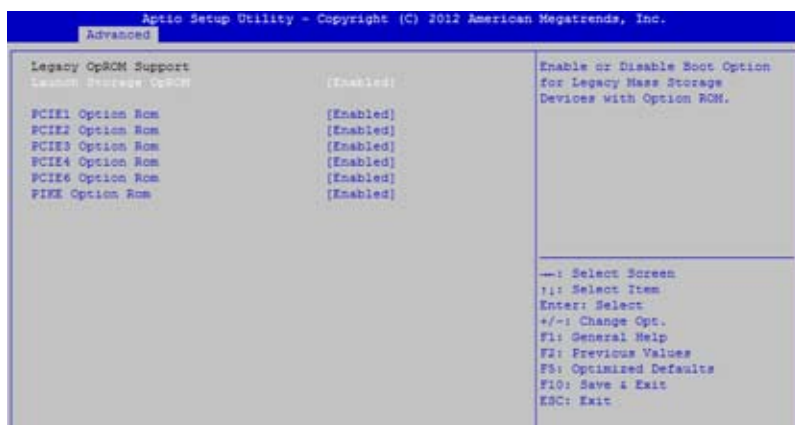 Aptio Setup Utility - Copyright (C) 2012 American Megatrends, Inc.
Advanced
Legacy OpROM Support
Launch Storage OpROM [Enabled]
PCIE1 Option Rom [Enabled]
PCIE2 Option Rom [Enabled]
PCIE3 Option Rom [Enabled]
PCIE4 Option Rom [Enabled]
PCIE6 Option Rom [Enabled]
PIKE Option Rom [Enabled]
Enable or Disable Boot Option
for Legacy Mass Storage
Devices with Option ROM.
→←: Select Screen
↑↓: Select Item
Enter: Select
+/-: Change Opt.
F1: General Help
F2: Previous Values
F5: Optimized Defaults
F10: Save & Exit
ESC: Exit